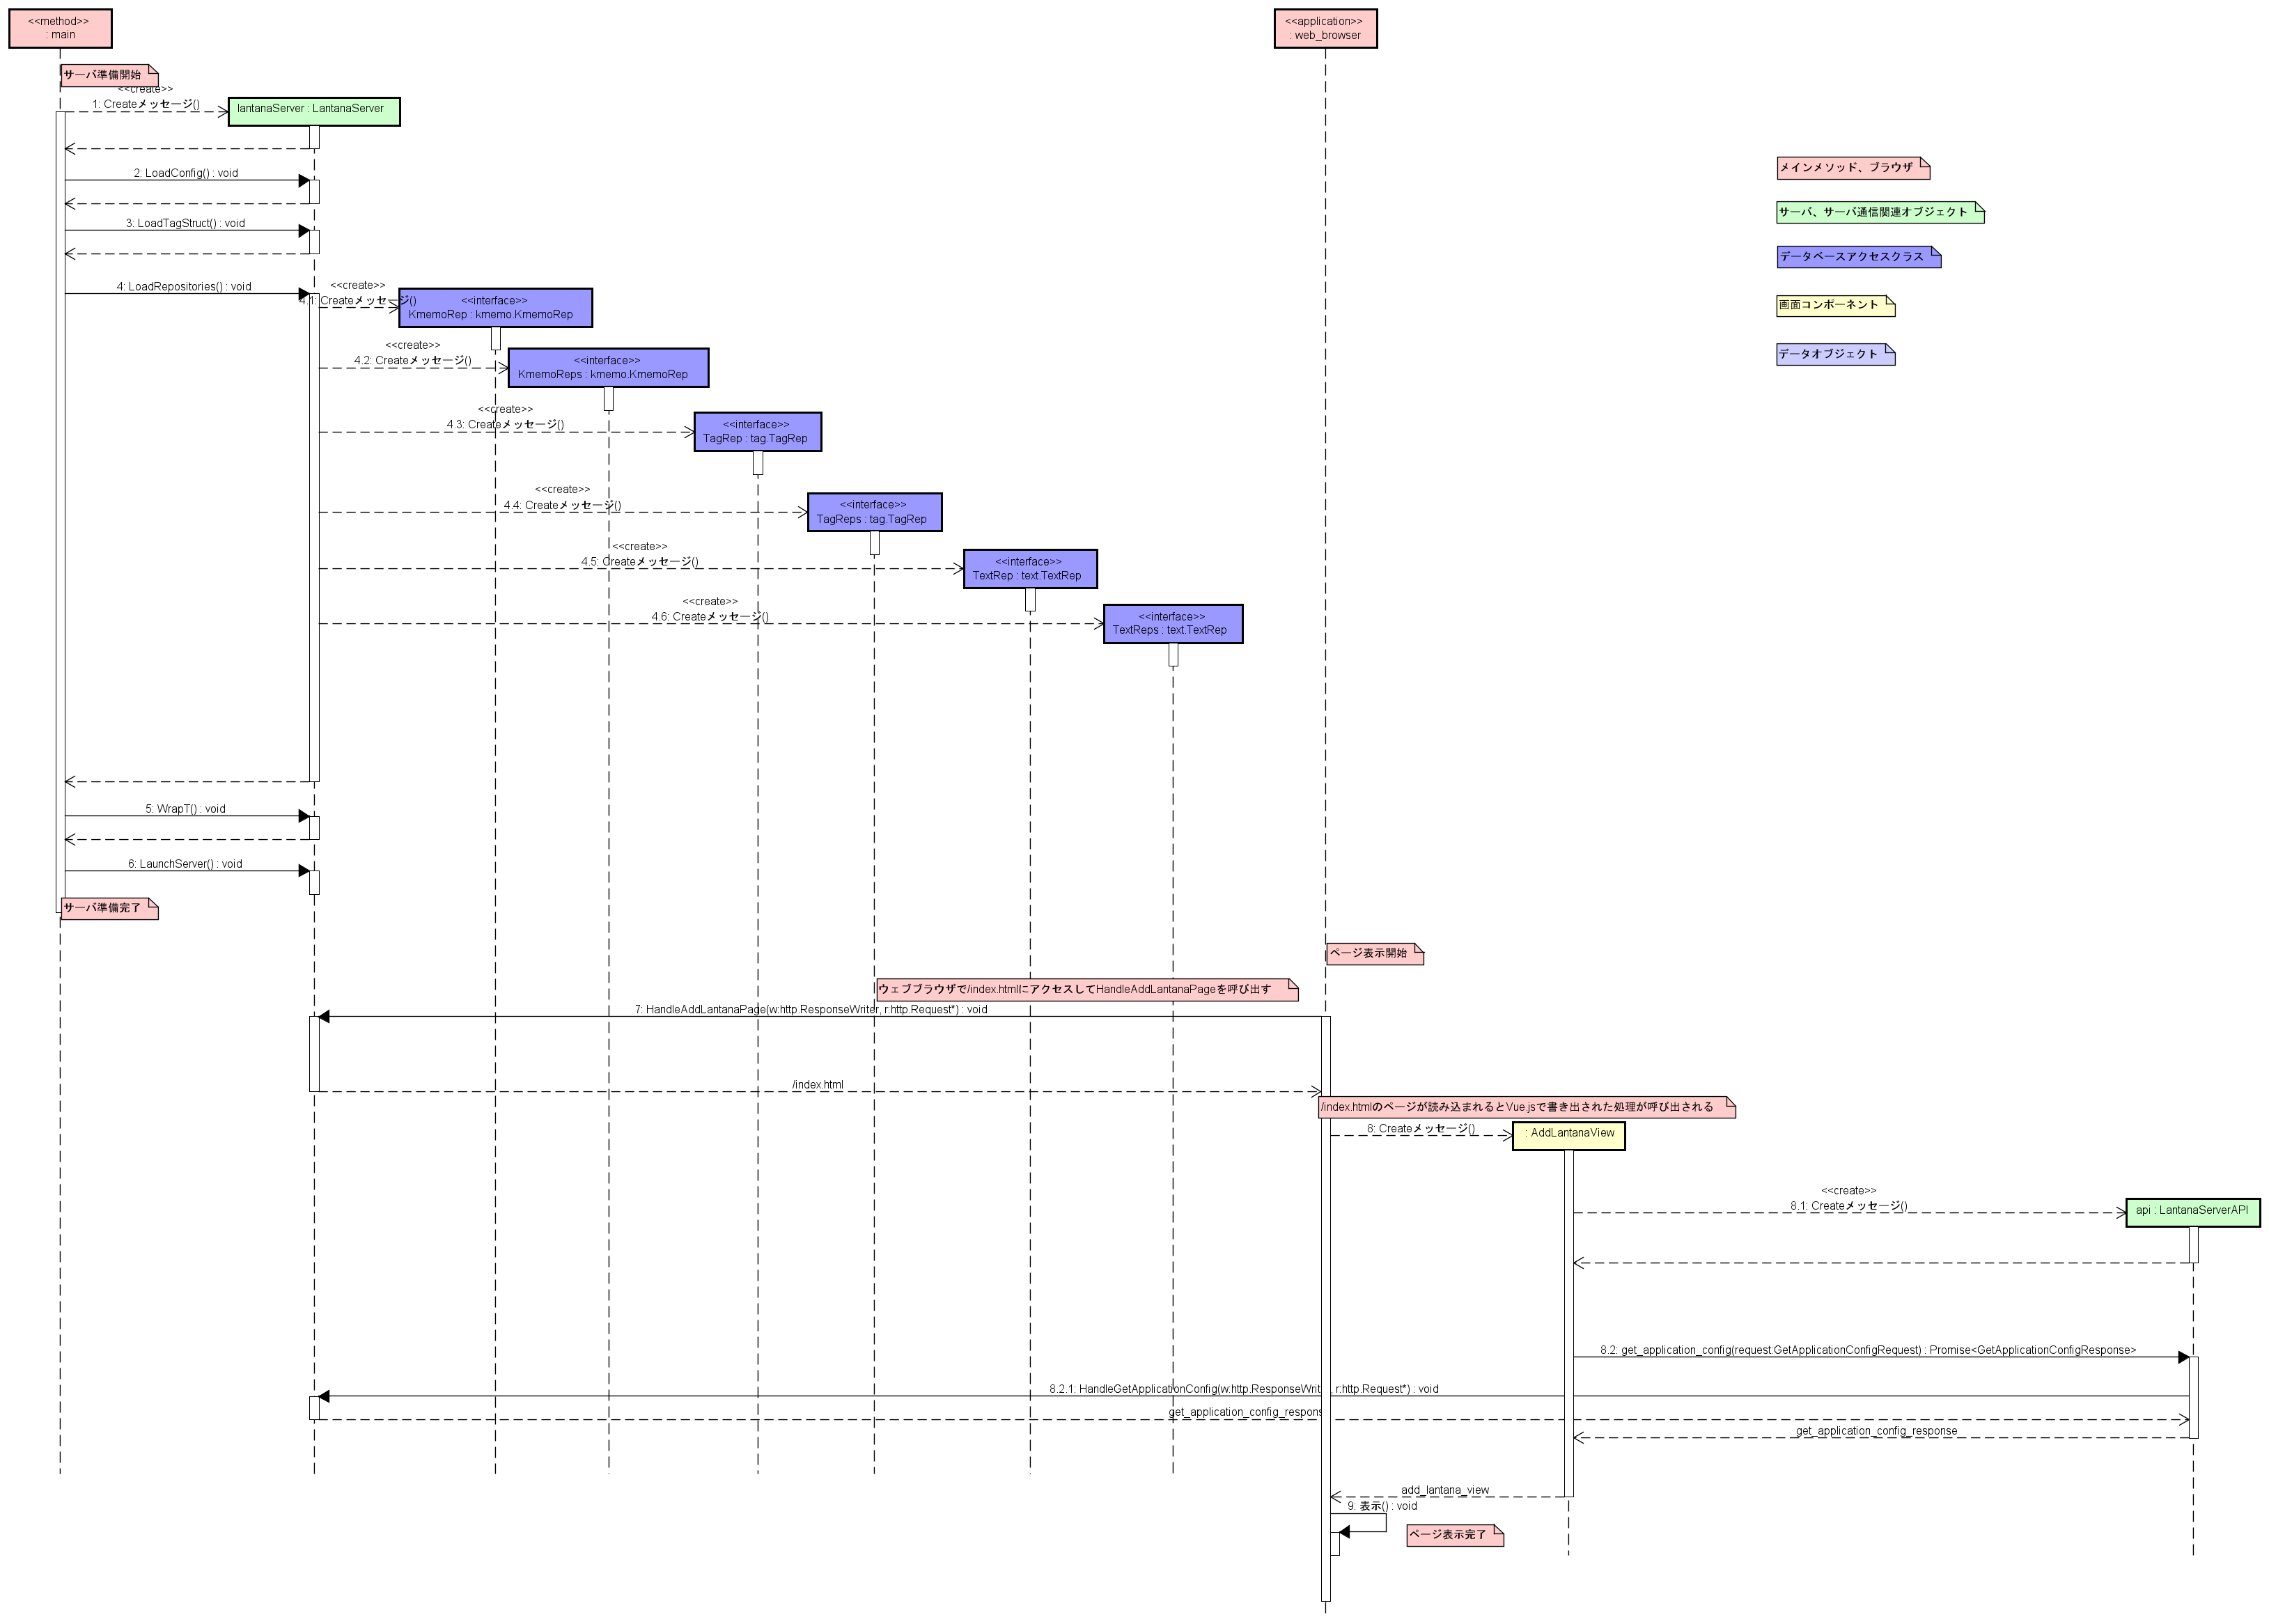 <<method>>
: main
<<application>>
: web_browser
サーバ準備開始
<<create>>
1: Createメッセージ()
lantanaServer : LantanaServer
メインメソッド、ブラウザ
2: LoadConfig() : void
サーバ、サーバ通信関連オブジェクト
3: LoadTagStruct() : void
データベースアクセスクラス
4: LoadRepositories() : void
<<create>>
4.1: Createメッセージ()
<<interface>>
KmemoRep : kmemo.KmemoRep
画面コンポーネント
<<create>>
4.2: Createメッセージ()
<<interface>>
KmemoReps : kmemo.KmemoRep
データオブジェクト
<<create>>
4.3: Createメッセージ()
<<interface>>
TagRep : tag.TagRep
<<create>>
4.4: Createメッセージ()
<<interface>>
TagReps : tag.TagRep
<<create>>
4.5: Createメッセージ()
<<interface>>
TextRep : text.TextRep
<<create>>
4.6: Createメッセージ()
<<interface>>
TextReps : text.TextRep
5: WrapT() : void
6: LaunchServer() : void
サーバ準備完了
ページ表示開始
ウェブブラウザで/index.htmlにアクセスしてHandleAddLantanaPageを呼び出す
7: HandleAddLantanaPage(w:http.ResponseWriter, r:http.Request*) : void
/index.html
/index.htmlのページが読み込まれるとVue.jsで書き出された処理が呼び出される
8: Createメッセージ()
: AddLantanaView
<<create>>
8.1: Createメッセージ()
api : LantanaServerAPI
8.2: get_application_config(request:GetApplicationConfigRequest) : Promise<GetApplicationConfigResponse>
8.2.1: HandleGetApplicationConfig(w:http.ResponseWriter, r:http.Request*) : void
get_application_config_response
get_application_config_response
add_lantana_view
9: 表示() : void
ページ表示完了